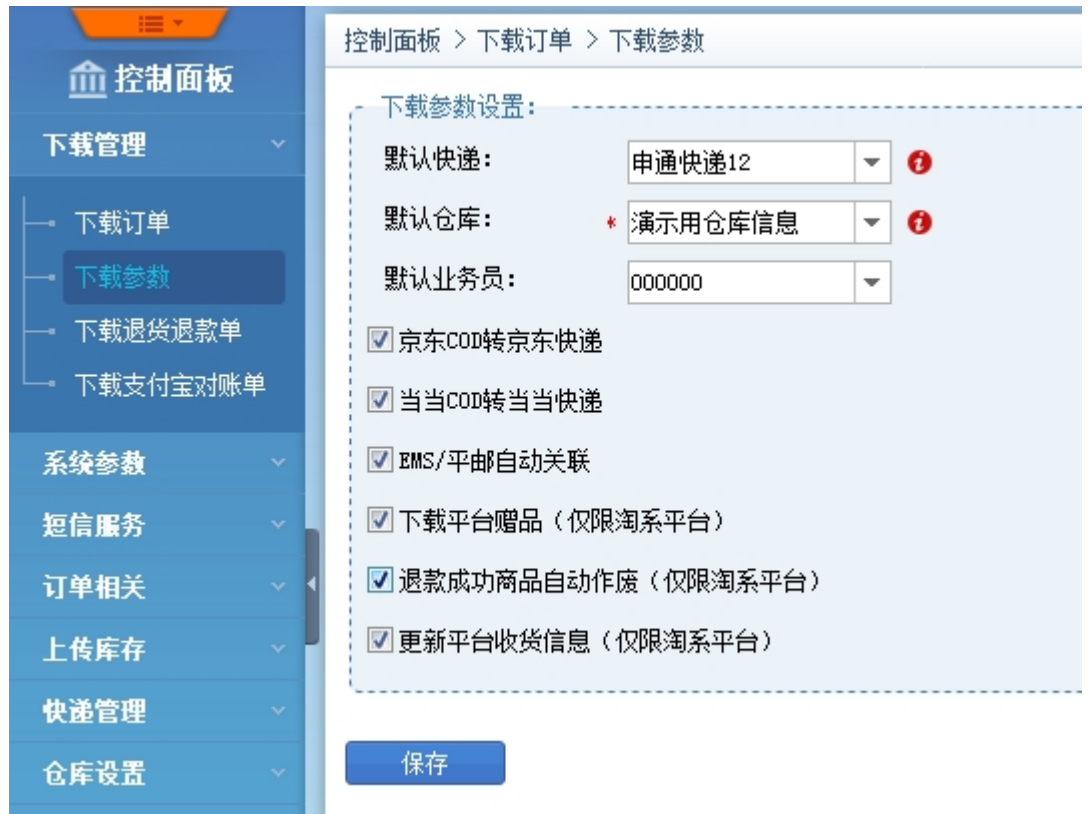 控制面板
下载管理
下载订单
下载参数
下载退货退款单
下载支付宝对账单
系统参数
短信服务
订单相关
上传库存
快递管理
仓库设置
控制面板 > 下载订单 > 下载参数
下载参数设置:
默认快递: 申通快递12
默认仓库: * 演示用仓库信息
默认业务员: 000000
京东COD转京东快递
当当COD转当当快递
EMS/平邮自动关联
下载平台赠品(仅限淘系平台)
退款成功商品自动作废(仅限淘系平台)
更新平台收货信息(仅限淘系平台)
保存